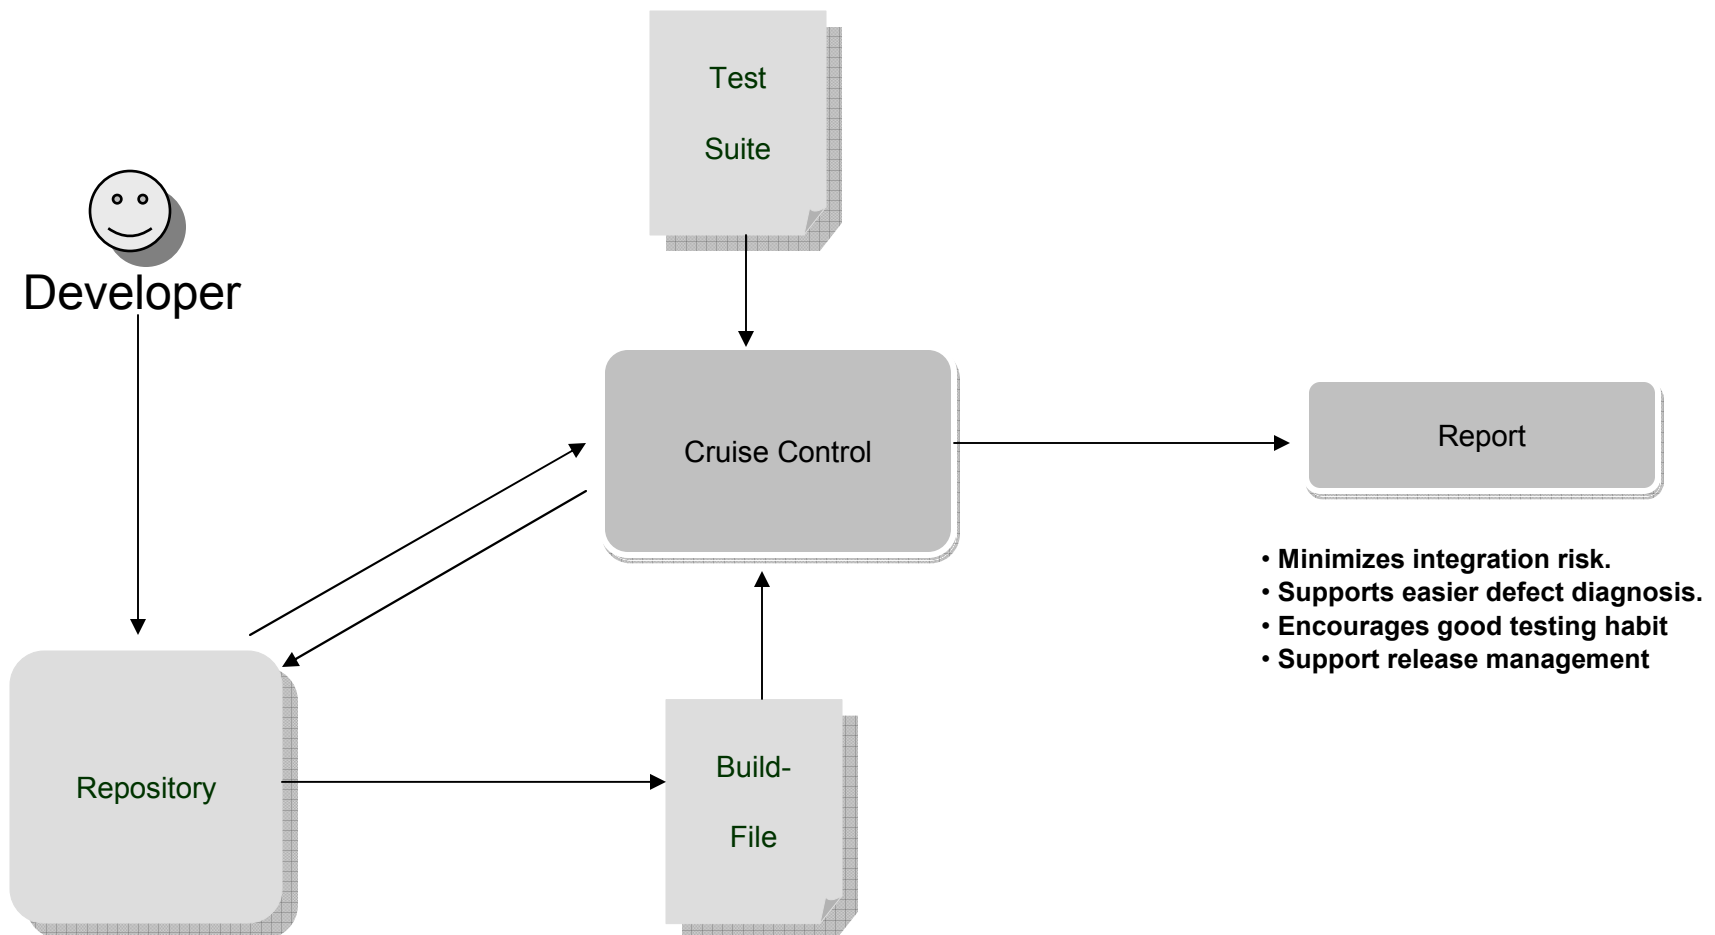 Test
Suite
Developer
Cruise Control
Report
• Minimizes integration risk.
• Supports easier defect diagnosis.
• Encourages good testing habit
• Support release management
Repository
Build-
File